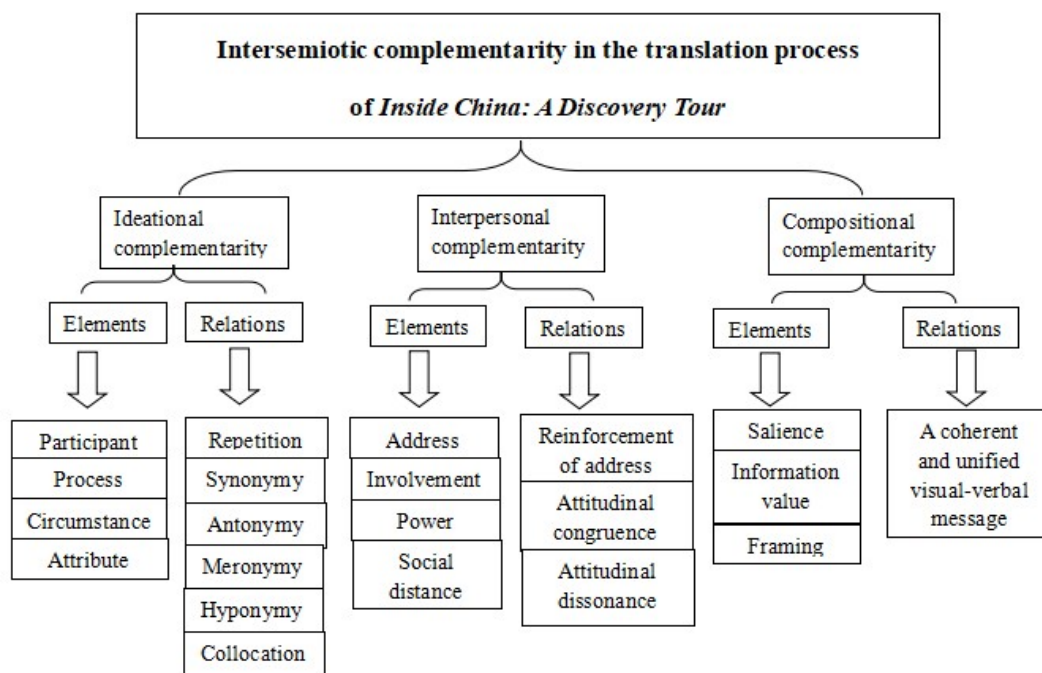 Intersemiotic complementarity in the translation process
of Inside China: A Discovery Tour
Ideational
complementarity
Interpersonal
complementarity
Compositional
complementarity
Elements
Relations
Elements
Relations
Elements
Relations
Participant
Process
Circumstance
Attribute
Repetition
Synonymy
Antonymy
Meronymy
Hyponymy
Collocation
Address
Involvement
Power
Social
distance
Reinforcement
of address
Attitudinal
congruence
Attitudinal
dissonance
Salience
Information
value
Framing
A coherent
and unified
visual-verbal
message